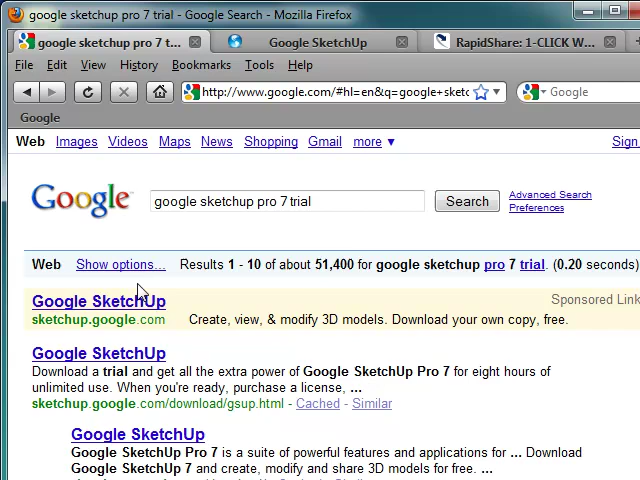 google sketchup pro 7 trial - Google Search - Mozilla Firefox
google sketchup pro 7 t... Google SketchUp RapidShare: 1-CLICK W...
File Edit View History Bookmarks Tools Help
http://www.google.com/#hl=en&q=google+sketc Google
Google
Web Images Videos Maps News Shopping Gmail more ▼ Sign
Google google sketchup pro 7 trial Search Advanced Search
Preferences
Web Show options... Results 1 - 10 of about 51,400 for google sketchup pro 7 trial. (0.20 seconds)
Google SketchUp Sponsored Link
sketchup.google.com Create, view, & modify 3D models. Download your own copy, free.
Google SketchUp
Download a trial and get all the extra power of Google SketchUp Pro 7 for eight hours of
unlimited use. When you're ready, purchase a license, ...
sketchup.google.com/download/gsup.html - Cached - Similar
Google SketchUp
Google SketchUp Pro 7 is a suite of powerful features and applications for ... Download
Google SketchUp 7 and create, modify and share 3D models for free. ...